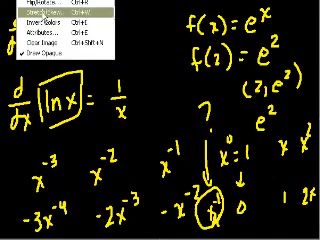 Flip/Rotate... Ctrl+R
Stretch/Skew... Ctrl+W
Invert Colors Ctrl+I
Attributes... Ctrl+E
Clear Image Ctrl+Shft+N
✓ Draw Opaque
f(x) = e^x
f(2) = e^2
(2, e^2)
e^2
d/dx [ln x] = 1/x
?
x^-3 x^-2 x^-1 x^0 = 1 x x^2
-3x^-4 -2x^-3 -x^-2 0 1 2x